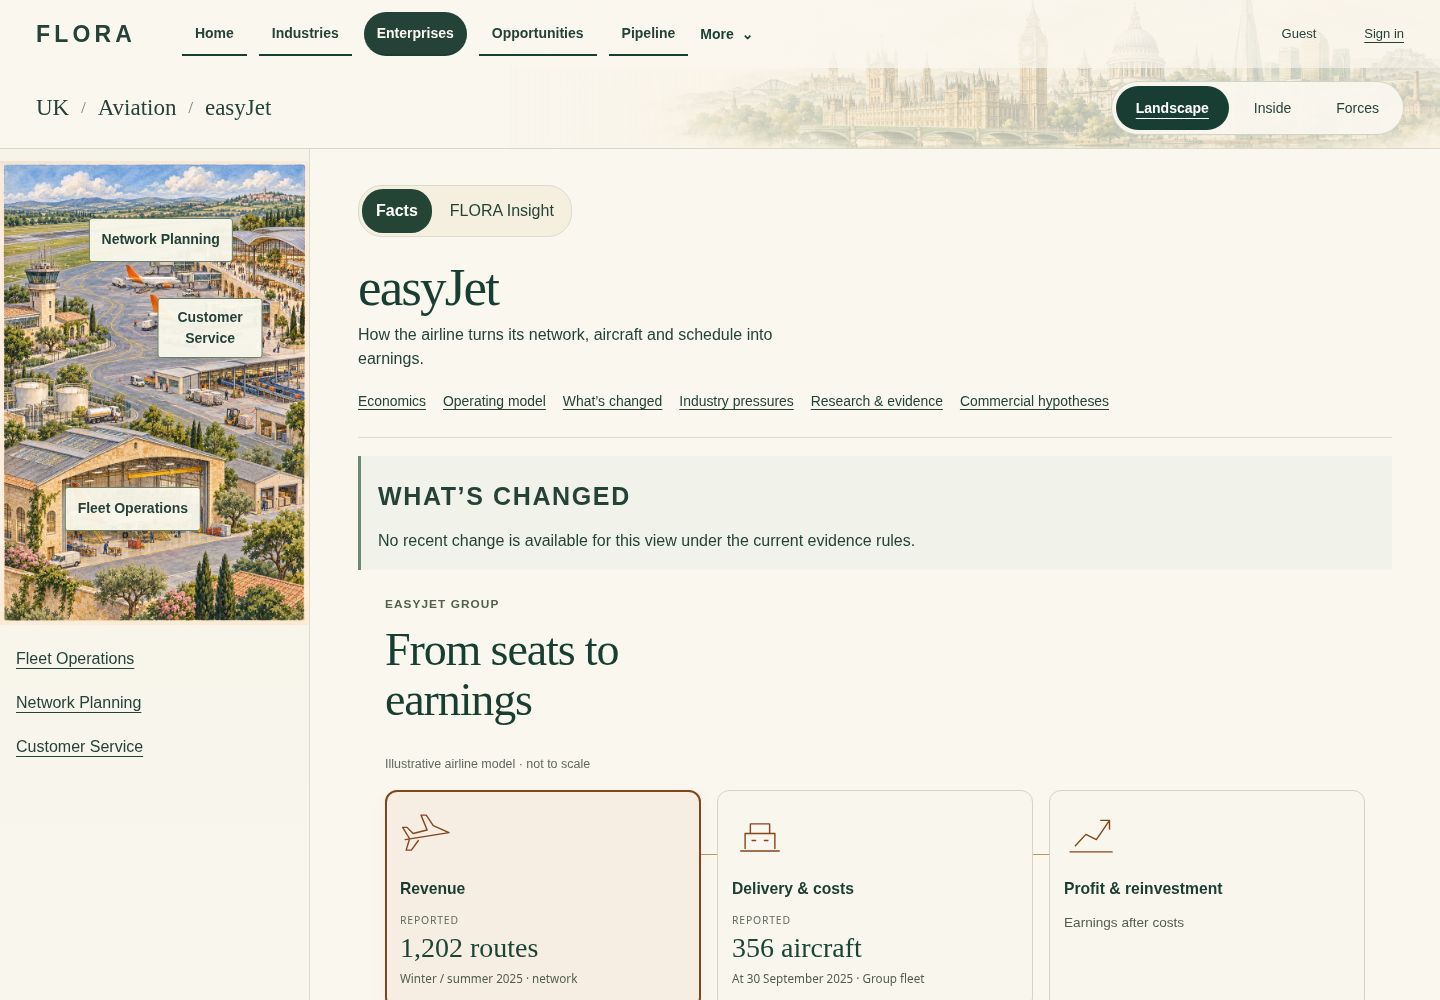 FLORA
Home
Industries
Enterprises
Opportunities
Pipeline
More
Guest
Sign in
UK / Aviation / easyJet
Landscape
Inside
Forces
Network Planning
Customer
Service
Fleet Operations
Fleet Operations
Network Planning
Customer Service
Facts
FLORA Insight
easyJet
How the airline turns its network, aircraft and schedule into
earnings.
Economics
Operating model
What’s changed
Industry pressures
Research & evidence
Commercial hypotheses
WHAT’S CHANGED
No recent change is available for this view under the current evidence rules.
EASYJET GROUP
From seats to
earnings
Illustrative airline model · not to scale
Revenue
REPORTED
1,202 routes
Winter / summer 2025 · network
Delivery & costs
REPORTED
356 aircraft
At 30 September 2025 · Group fleet
Profit & reinvestment
Earnings after costs